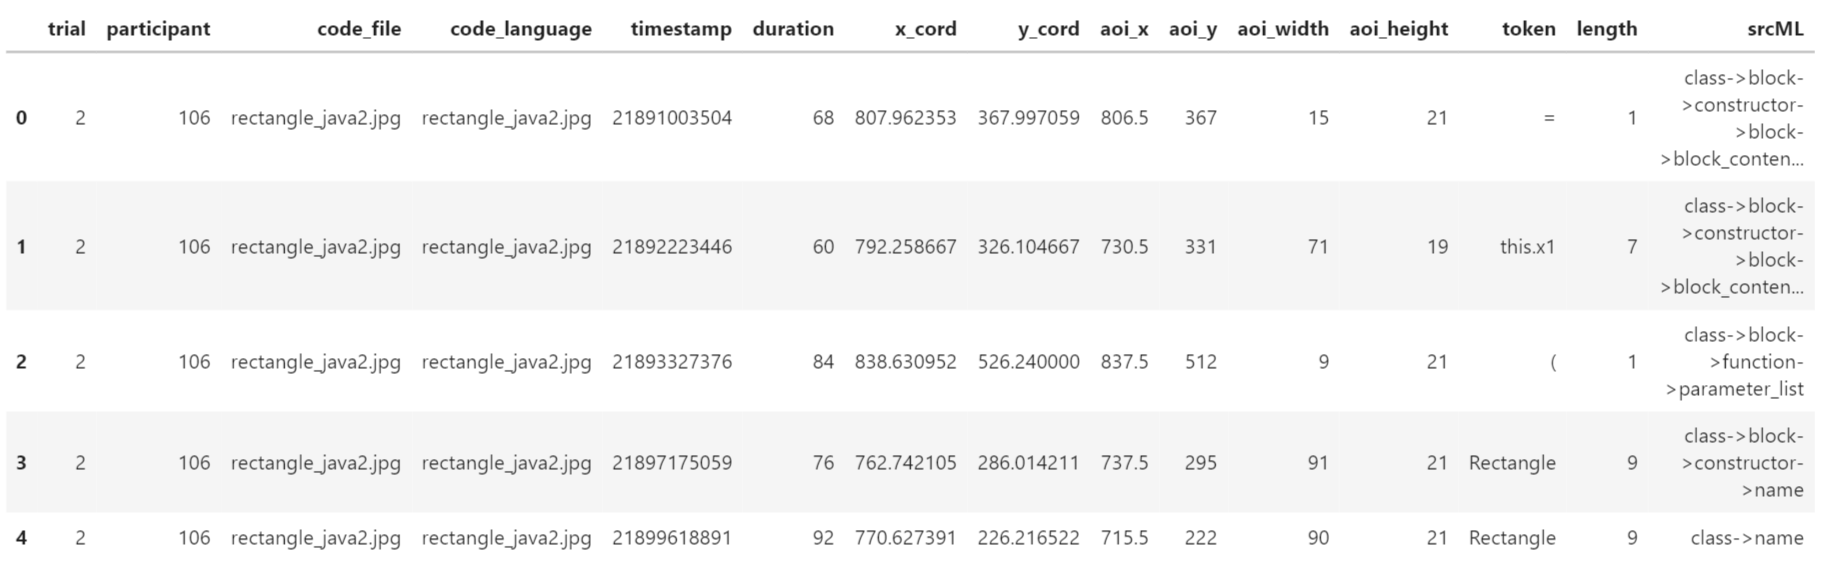 trial participant code_file code_language timestamp duration x_cord y_cord aoi_x aoi_y aoi_width aoi_height token length srcML
class->block-
>constructor-
0 2 106 rectangle_java2.jpg rectangle_java2.jpg 21891003504 68 807.962353 367.997059 806.5 367 15 21 = 1
>block-
>block_conten...
class->block-
>constructor-
1 2 106 rectangle_java2.jpg rectangle_java2.jpg 21892223446 60 792.258667 326.104667 730.5 331 71 19 this.x1 7
>block-
>block_conten...
class->block-
2 2 106 rectangle_java2.jpg rectangle_java2.jpg 21893327376 84 838.630952 526.240000 837.5 512 9 21 ( 1 >function-
>parameter_list
class->block-
3 2 106 rectangle_java2.jpg rectangle_java2.jpg 21897175059 76 762.742105 286.014211 737.5 295 91 21 Rectangle 9 >constructor-
>name
4 2 106 rectangle_java2.jpg rectangle_java2.jpg 21899618891 92 770.627391 226.216522 715.5 222 90 21 Rectangle 9 class->name